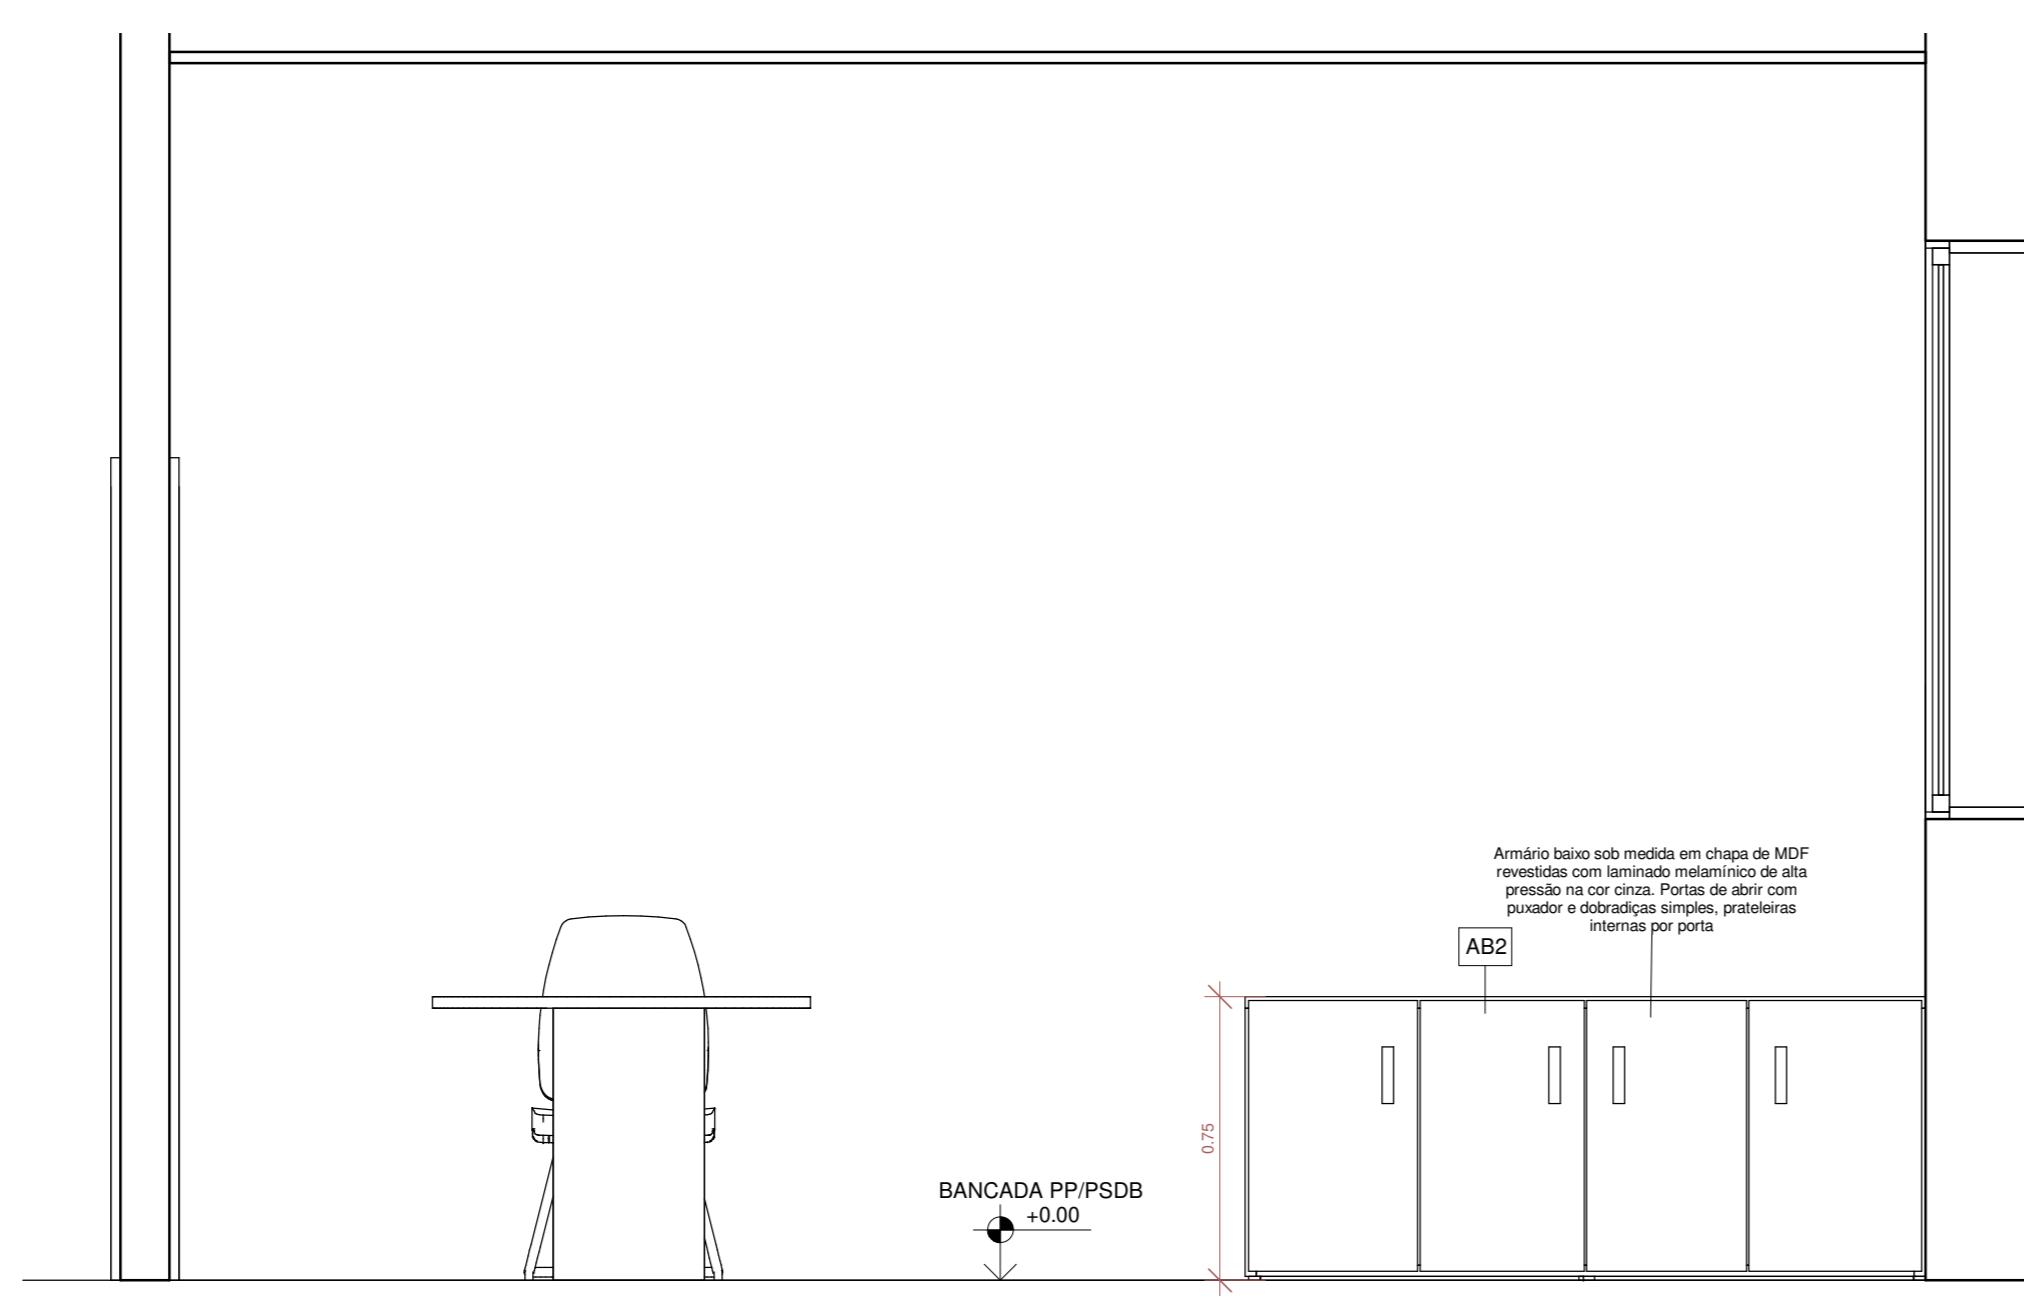 Armário baixo sob medida em chapa de MDF
revestidas com laminado melamínico de alta
pressão na cor cinza. Portas de abrir com
puxador e dobradiças simples, prateleiras
internas por porta
AB2
0.75
BANCADA PP/PSDB
+0.00